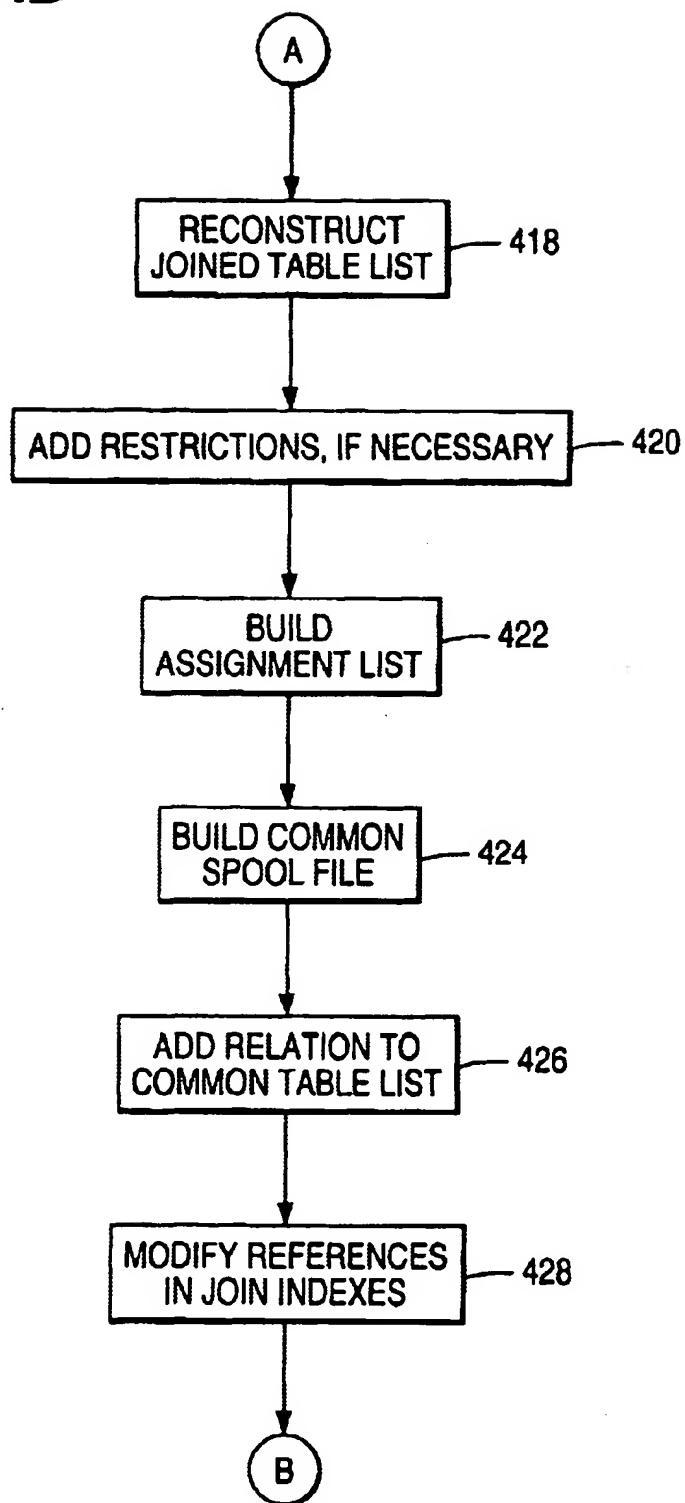 A
RECONSTRUCT
JOINED TABLE LIST
418
ADD RESTRICTIONS, IF NECESSARY
420
BUILD
ASSIGNMENT LIST
422
BUILD COMMON
SPOOL FILE
424
ADD RELATION TO
COMMON TABLE LIST
426
MODIFY REFERENCES
IN JOIN INDEXES
428
B